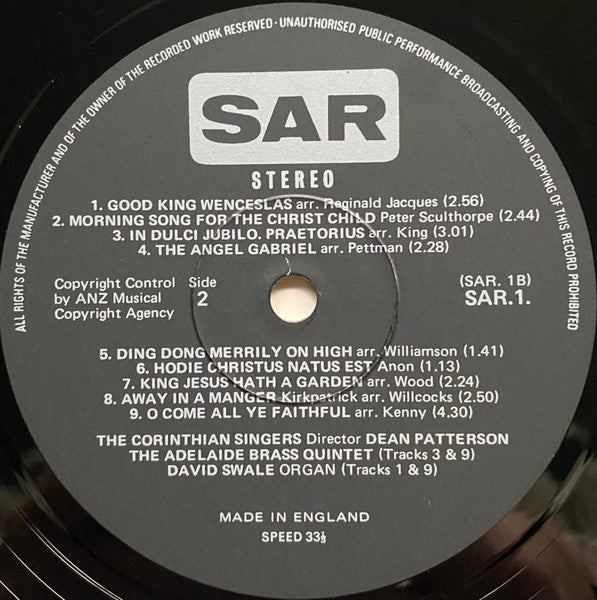 ALL RIGHTS OF THE MANUFACTURER AND OF THE OWNER OF THE RECORDED WORK RESERVED · UNAUTHORISED PUBLIC PERFORMANCE BROADCASTING AND COPYING OF THIS RECORD PROHIBITED
SAR
STEREO
1. GOOD KING WENCESLAS arr. Reginald Jacques (2.56)
2. MORNING SONG FOR THE CHRIST CHILD Peter Sculthorpe (2.44)
3. IN DULCI JUBILO. PRAETORIUS arr. King (3.01)
4. THE ANGEL GABRIEL arr. Pettman (2.28)
Copyright Control Side (SAR. 1B)
by ANZ Musical 2 SAR.1.
Copyright Agency
5. DING DONG MERRILY ON HIGH arr. Williamson (1.41)
6. HODIE CHRISTUS NATUS EST Anon (1.13)
7. KING JESUS HATH A GARDEN arr. Wood (2.24)
8. AWAY IN A MANGER Kirkpatrick arr. Willcocks (2.50)
9. O COME ALL YE FAITHFUL arr. Kenny (4.30)
THE CORINTHIAN SINGERS Director DEAN PATTERSON
THE ADELAIDE BRASS QUINTET (Tracks 3 & 9)
DAVID SWALE ORGAN (Tracks 1 & 9)
MADE IN ENGLAND
SPEED 33⅓